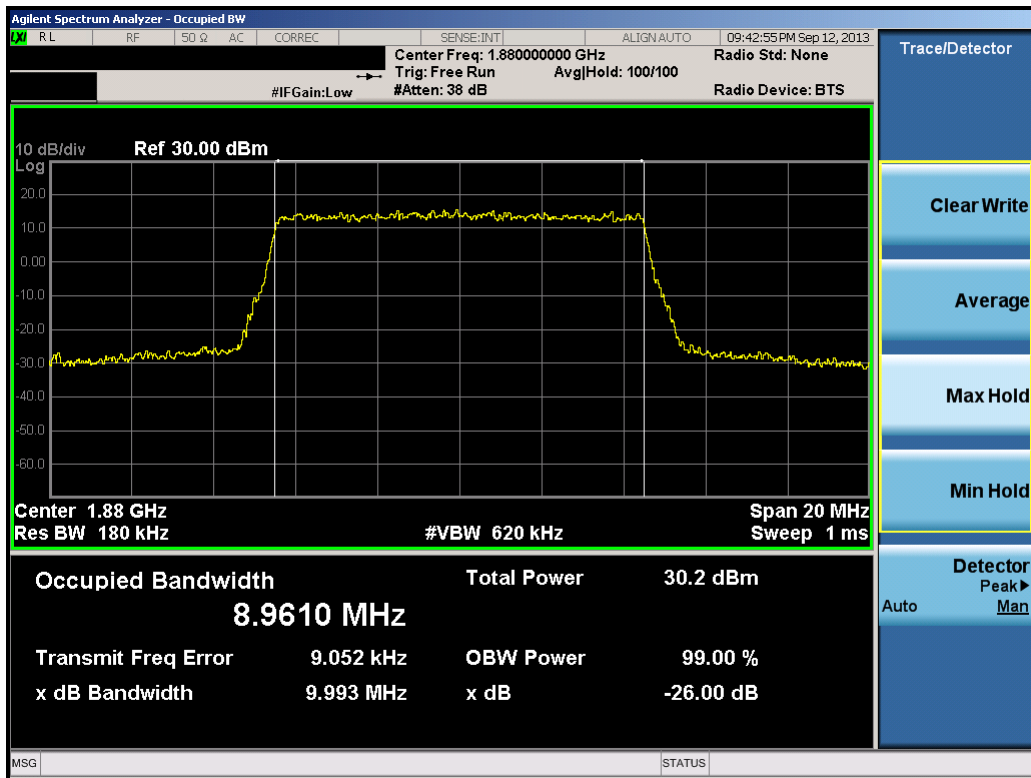 Agilent Spectrum Analyzer - Occupied BW
LXI RL RF 50 Ω AC CORREC SENSE:INT ALIGN AUTO 09:42:55 PM Sep 12, 2013
Center Freq: 1.880000000 GHz Radio Std: None
Trig: Free Run Avg|Hold: 100/100
#IFGain:Low #Atten: 38 dB Radio Device: BTS
Trace/Detector
10 dB/div Ref 30.00 dBm
Log
20.0
10.0
0.00
-10.0
-20.0
-30.0
-40.0
-50.0
-60.0
Center 1.88 GHz Span 20 MHz
Res BW 180 kHz #VBW 620 kHz Sweep 1 ms
Clear Write
Average
Max Hold
Min Hold
Detector
Peak▶
Auto Man
Occupied Bandwidth Total Power 30.2 dBm
8.9610 MHz
Transmit Freq Error 9.052 kHz OBW Power 99.00 %
x dB Bandwidth 9.993 MHz x dB -26.00 dB
MSG STATUS